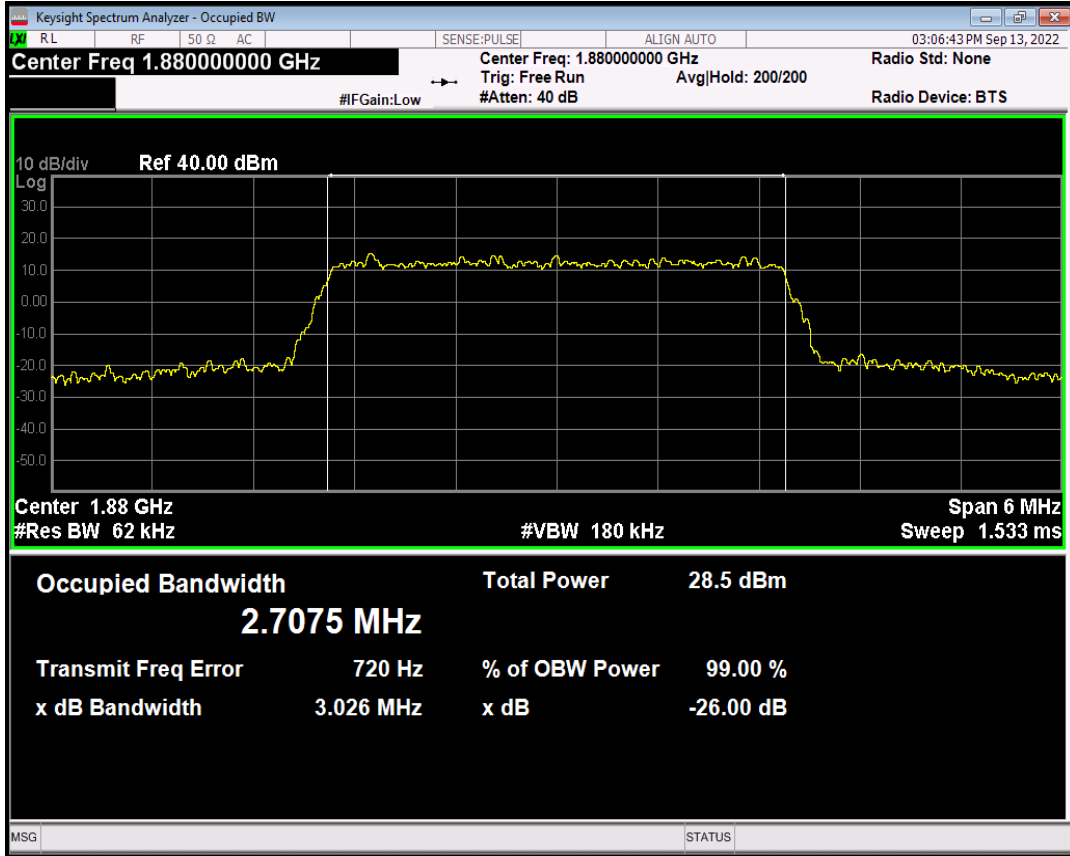 Keysight Spectrum Analyzer - Occupied BW
LXI RL RF 50 Ω AC SENSE:PULSE ALIGN AUTO 03:06:43 PM Sep 13, 2022
Center Freq 1.880000000 GHz Center Freq: 1.880000000 GHz Radio Std: None
Trig: Free Run Avg|Hold: 200/200
#IFGain:Low #Atten: 40 dB Radio Device: BTS
10 dB/div Ref 40.00 dBm
Log
30.0
20.0
10.0
0.00
-10.0
-20.0
-30.0
-40.0
-50.0
Center 1.88 GHz Span 6 MHz
#Res BW 62 kHz #VBW 180 kHz Sweep 1.533 ms
Occupied Bandwidth Total Power 28.5 dBm
2.7075 MHz
Transmit Freq Error 720 Hz % of OBW Power 99.00 %
x dB Bandwidth 3.026 MHz x dB -26.00 dB
MSG STATUS